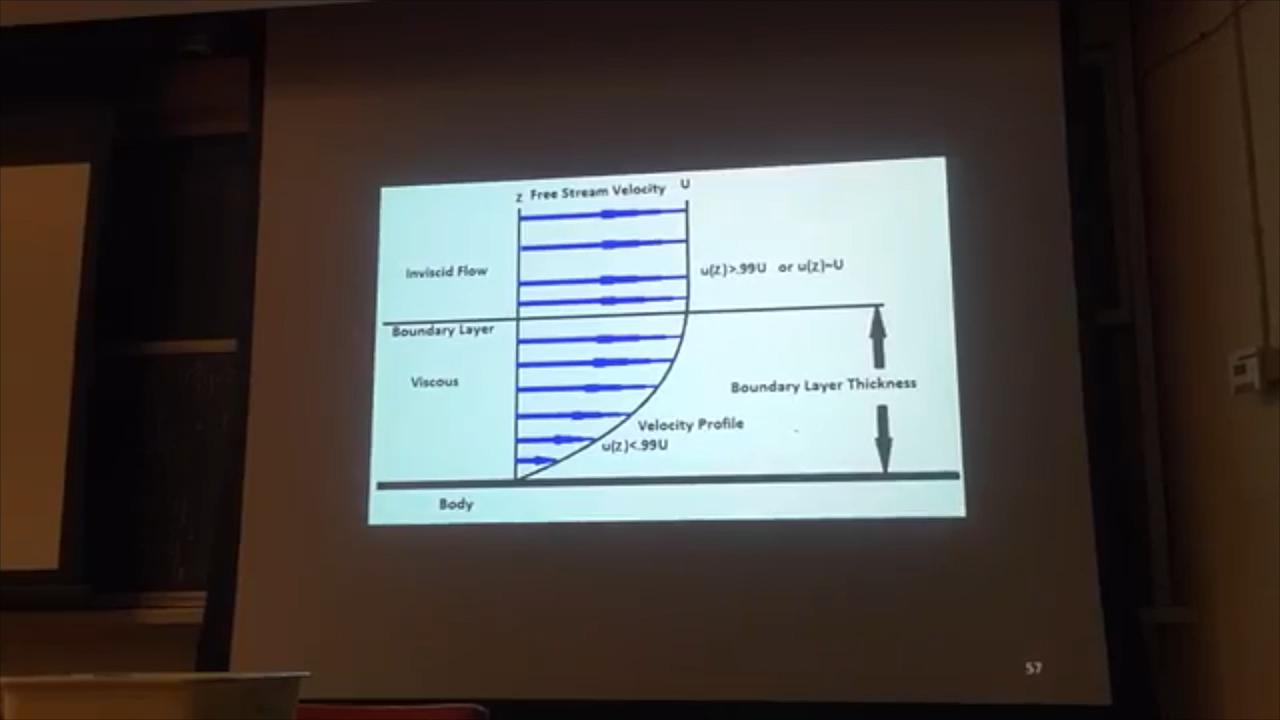 z Free Stream Velocity U
Inviscid Flow
u(z)>.99U or u(z)~U
Boundary Layer
Viscous
Boundary Layer Thickness
Velocity Profile
u(z)<.99U
Body
57